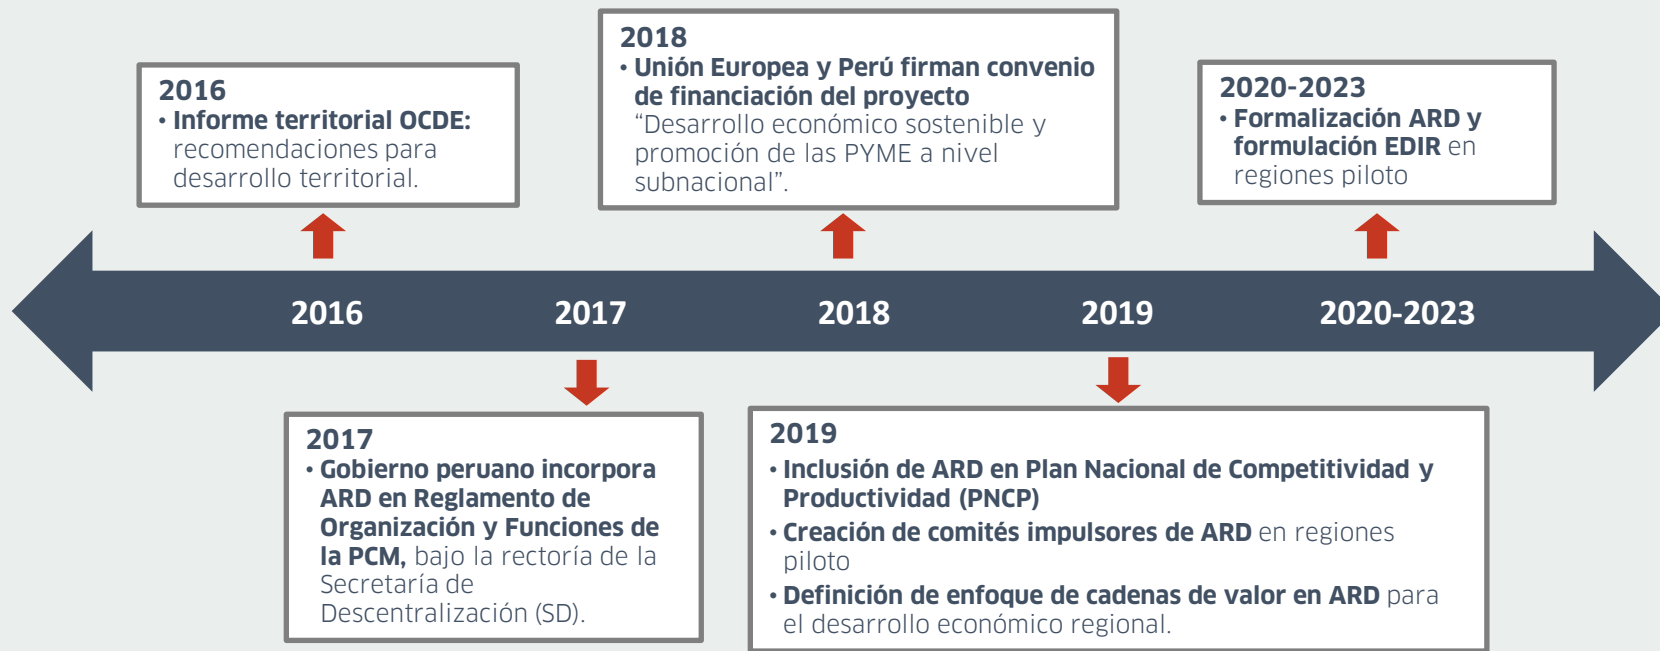 2016
• Informe territorial OCDE:
recomendaciones para
desarrollo territorial.
2018
• Unión Europea y Perú firman convenio
de financiación del proyecto
“Desarrollo económico sostenible y
promoción de las PYME a nivel
subnacional”.
2020-2023
• Formalización ARD y
formulación EDIR en
regiones piloto
2016
2017
2018
2019
2020-2023
2017
• Gobierno peruano incorpora
ARD en Reglamento de
Organización y Funciones de
la PCM, bajo la rectoría de la
Secretaría de
Descentralización (SD).
2019
• Inclusión de ARD en Plan Nacional de Competitividad y
Productividad (PNCP)
• Creación de comités impulsores de ARD en regiones
piloto
• Definición de enfoque de cadenas de valor en ARD para
el desarrollo económico regional.